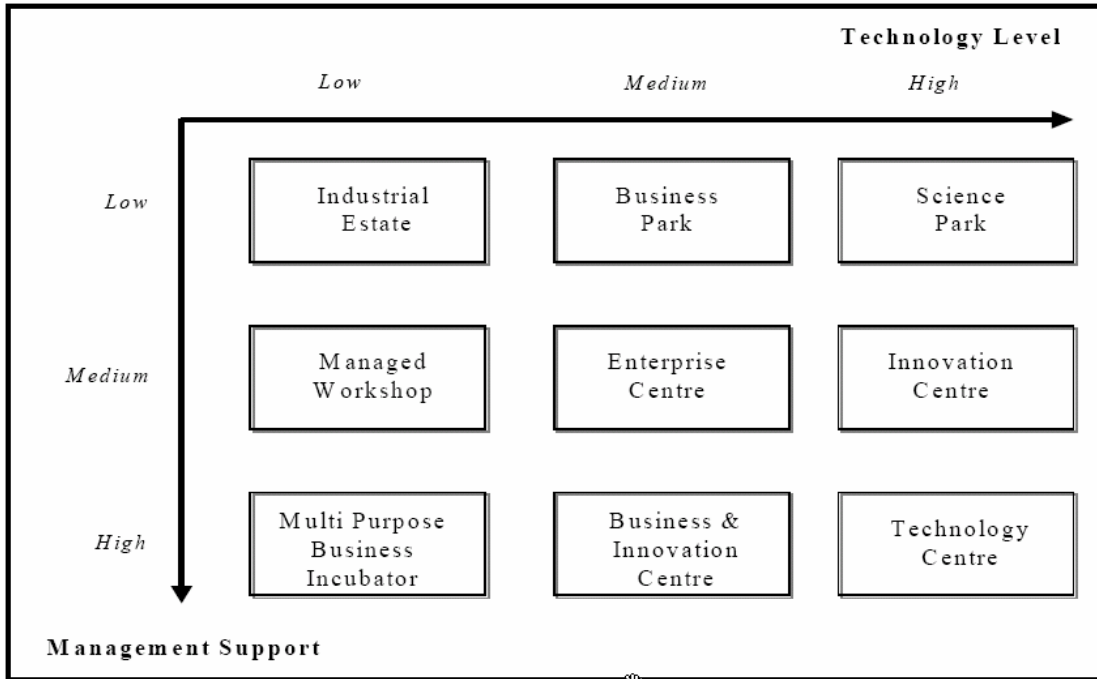 Technology Level
Low Medium High
Low
Industrial
Estate
Business
Park
Science
Park
Medium
Managed
Workshop
Enterprise
Centre
Innovation
Centre
High
Multi Purpose
Business
Incubator
Business &
Innovation
Centre
Technology
Centre
Management Support